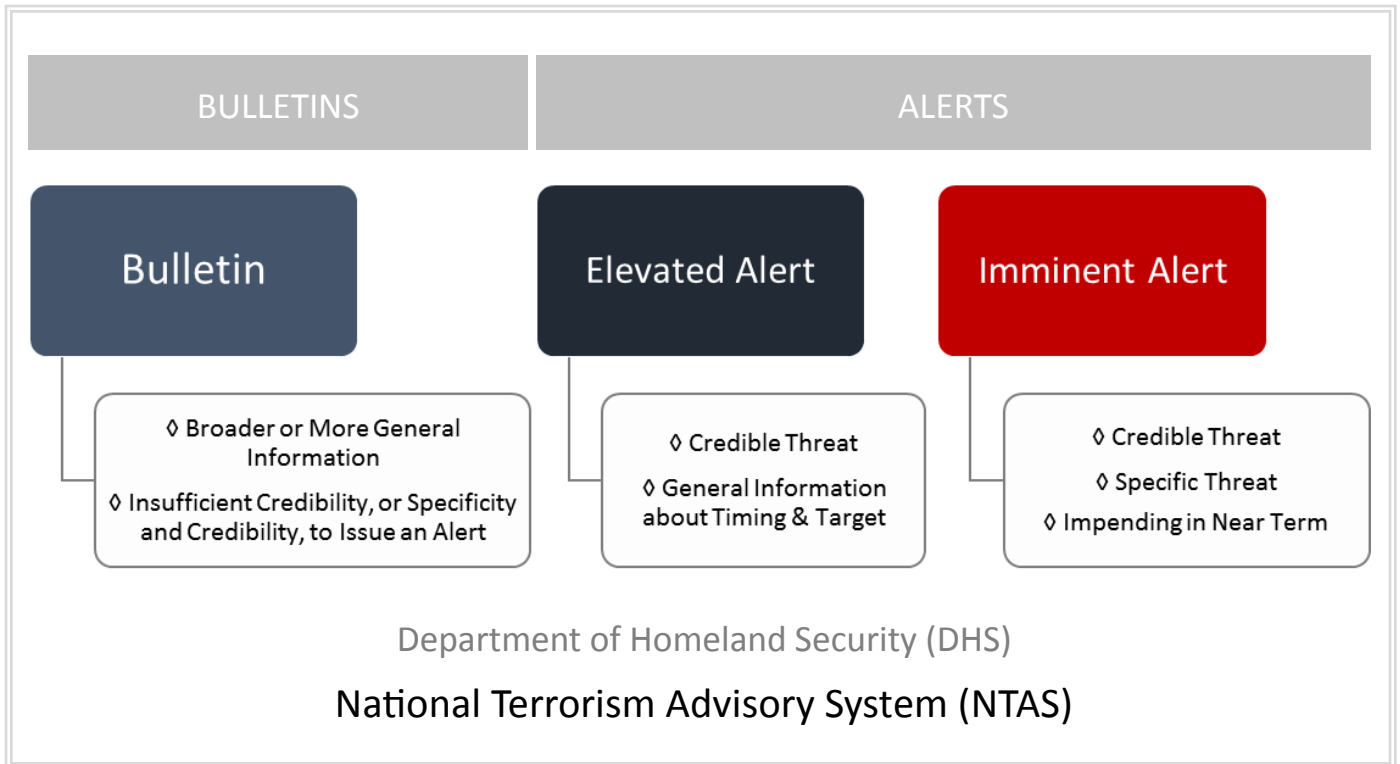 BULLETINS
ALERTS
Bulletin
Elevated Alert
Imminent Alert
◊ Broader or More General
Information
◊ Insufficient Credibility, or Specificity
and Credibility, to Issue an Alert
◊ Credible Threat
◊ General Information
about Timing & Target
◊ Credible Threat
◊ Specific Threat
◊ Impending in Near Term
Department of Homeland Security (DHS)
National Terrorism Advisory System (NTAS)